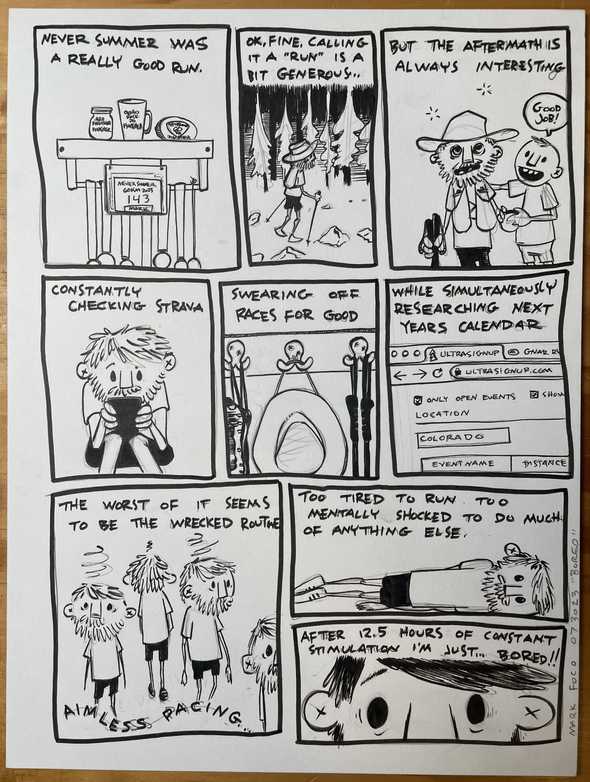 NEVER SUMMER WAS
A REALLY GOOD RUN.
NEVER SUMMER
60KM 2023
143
MARK
OK, FINE, CALLING
IT A "RUN" IS A
BIT GENEROUS..
BUT THE AFTERMATH IS
ALWAYS INTERESTING
GOOD
JOB!
CONSTANTLY
CHECKING STRAVA
SWEARING OFF
RACES FOR GOOD
WHILE SIMULTANEOUSLY
RESEARCHING NEXT
YEARS CALENDAR
ULTRASIGNUP
GNAR RU
ULTRASIGNUP.COM
ONLY OPEN EVENTS
SHOW
LOCATION
COLORADO
EVENT NAME
DISTANCE
THE WORST OF IT SEEMS
TO BE THE WRECKED ROUTINE
AIMLESS PACING...
TOO TIRED TO RUN. TOO
MENTALLY SHOCKED TO DO MUCH
OF ANYTHING ELSE.
AFTER 12.5 HOURS OF CONSTANT
STIMULATION I'M JUST... BORED!!
MARK FOCO 073023 "BORED"